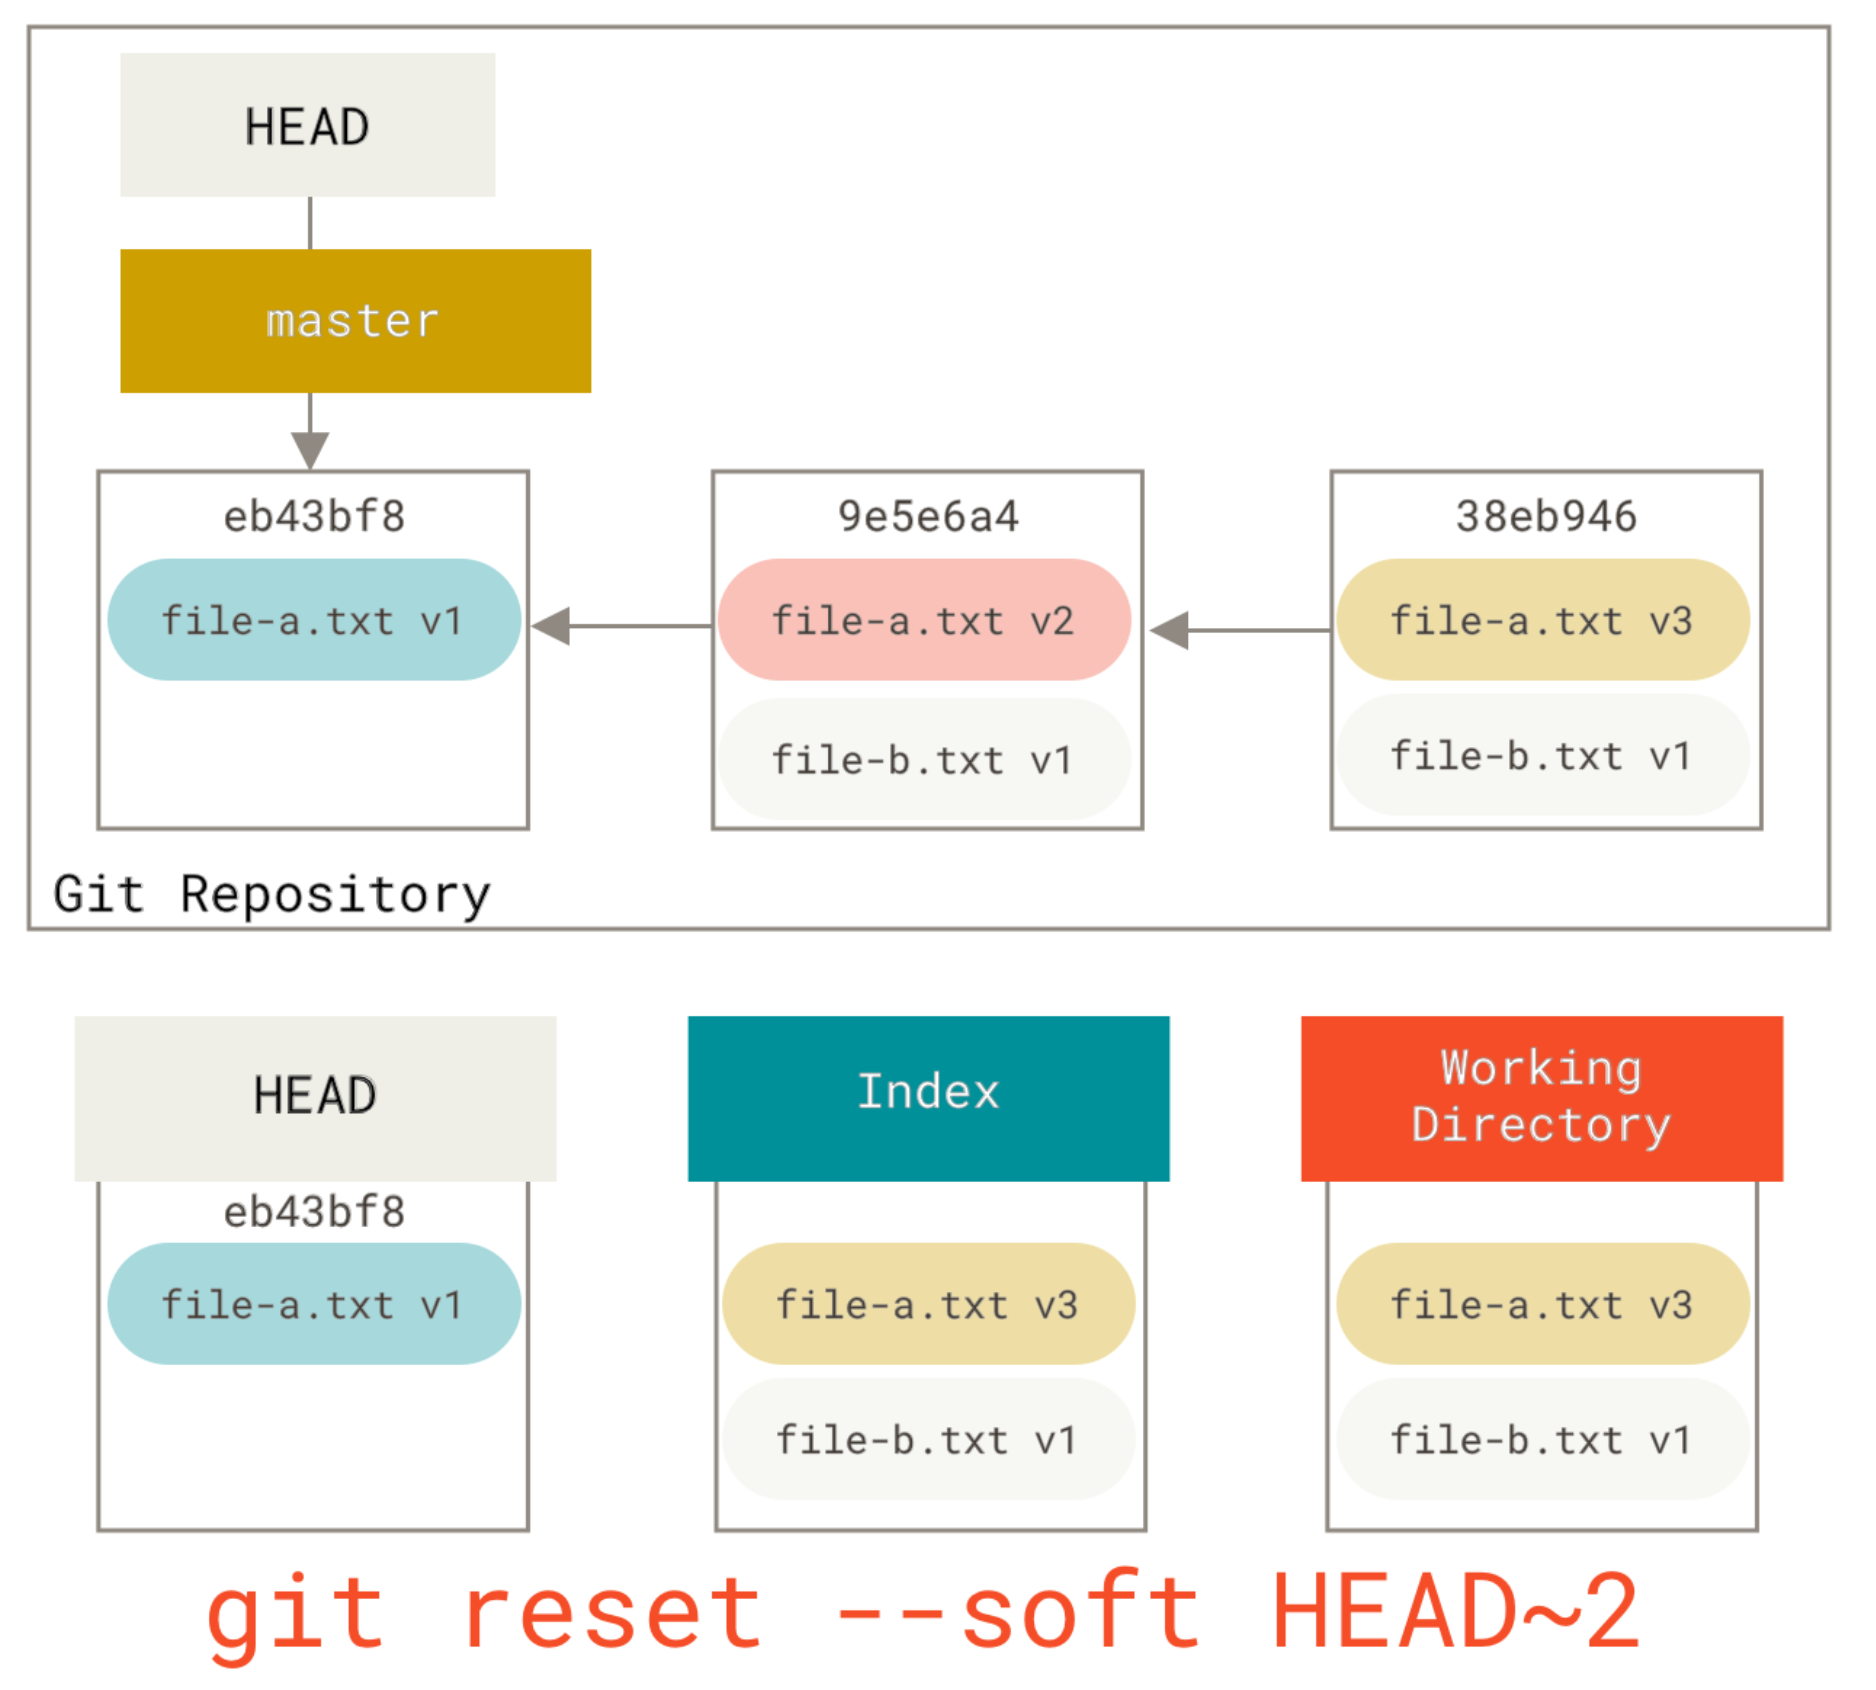 HEAD
master
eb43bf8
file-a.txt v1
9e5e6a4
file-a.txt v2
file-b.txt v1
38eb946
file-a.txt v3
file-b.txt v1
Git Repository
HEAD
eb43bf8
file-a.txt v1
Index
file-a.txt v3
file-b.txt v1
Working
Directory
file-a.txt v3
file-b.txt v1
git reset --soft HEAD~2